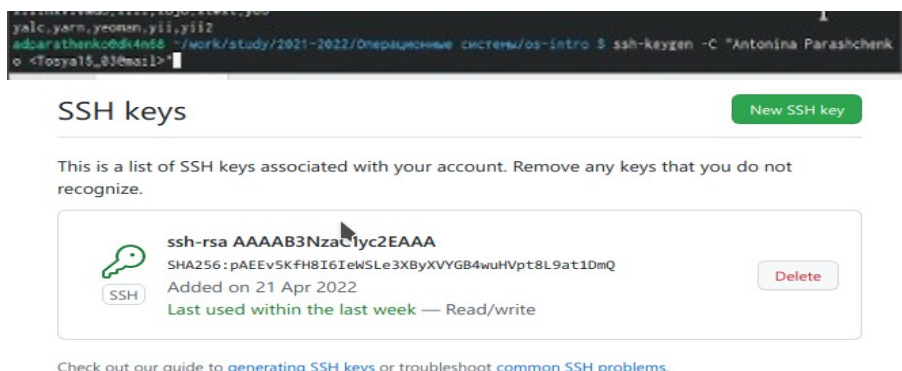 yalc,yarn,yeoman,yii,yii2
adparathenko@dk4n68 ~/work/study/2021-2022/Операционные системы/os-intro $ ssh-keygen -C "Antonina Parashchenk
o <Tosya15_03@mail>"
SSH keys
New SSH key
This is a list of SSH keys associated with your account. Remove any keys that you do not
recognize.
ssh-rsa AAAAB3NzaC1yc2EAAA
SHA256:pAEEv5KfH8I6IeWSLe3XByXVYGB4wuHVpt8L9at1DmQ
SSH
Added on 21 Apr 2022
Delete
Last used within the last week — Read/write
Check out our guide to generating SSH keys or troubleshoot common SSH problems.